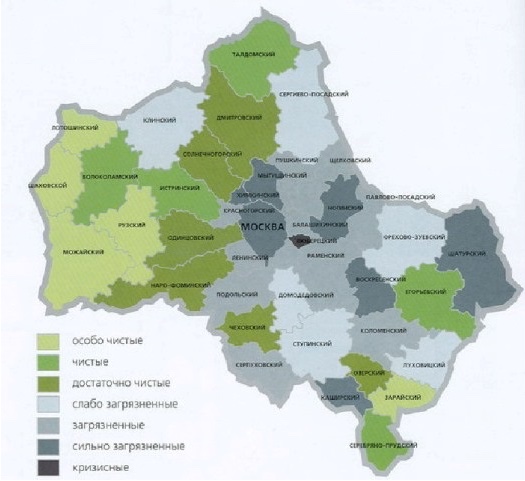 ТАЛДОМСКИЙ
СЕРГИЕВО-ПОСАДСКИЙ
ЛОТОШИНСКИЙ
КЛИНСКИЙ
ДМИТРОВСКИЙ
СОЛНЕЧНОГОРСКИЙ
ПУШКИНСКИЙ
ЩЕЛКОВСКИЙ
ШАХОВСКОЙ
ВОЛОКОЛАМСКИЙ
ИСТРИНСКИЙ
МЫТИЩИНСКИЙ
ХИМКИНСКИЙ
ПАВЛОВО-ПОСАДСКИЙ
КРАСНОГОРСКИЙ
НОГИНСКИЙ
РУЗСКИЙ
МОСКВА
БАЛАШИХИНСКИЙ
ОДИНЦОВСКИЙ
ЛЮБЕРЕЦКИЙ
ОРЕХОВО-ЗУЕВСКИЙ
МОЖАЙСКИЙ
ЛЕНИНСКИЙ
РАМЕНСКИЙ
ШАТУРСКИЙ
НАРО-ФОМИНСКИЙ
ВОСКРЕСЕНСКИЙ
ПОДОЛЬСКИЙ
ДОМОДЕДОВСКИЙ
ЕГОРЬЕВСКИЙ
ЧЕХОВСКИЙ
КОЛОМЕНСКИЙ
СТУПИНСКИЙ
СЕРПУХОВСКИЙ
ОЗЕРСКИЙ
ЛУХОВИЦКИЙ
КАШИРСКИЙ
ЗАРАЙСКИЙ
СЕРЕБРЯНО-ПРУДСКИЙ
особо чистые
чистые
достаточно чистые
слабо загрязненные
загрязненные
сильно загрязненные
кризисные